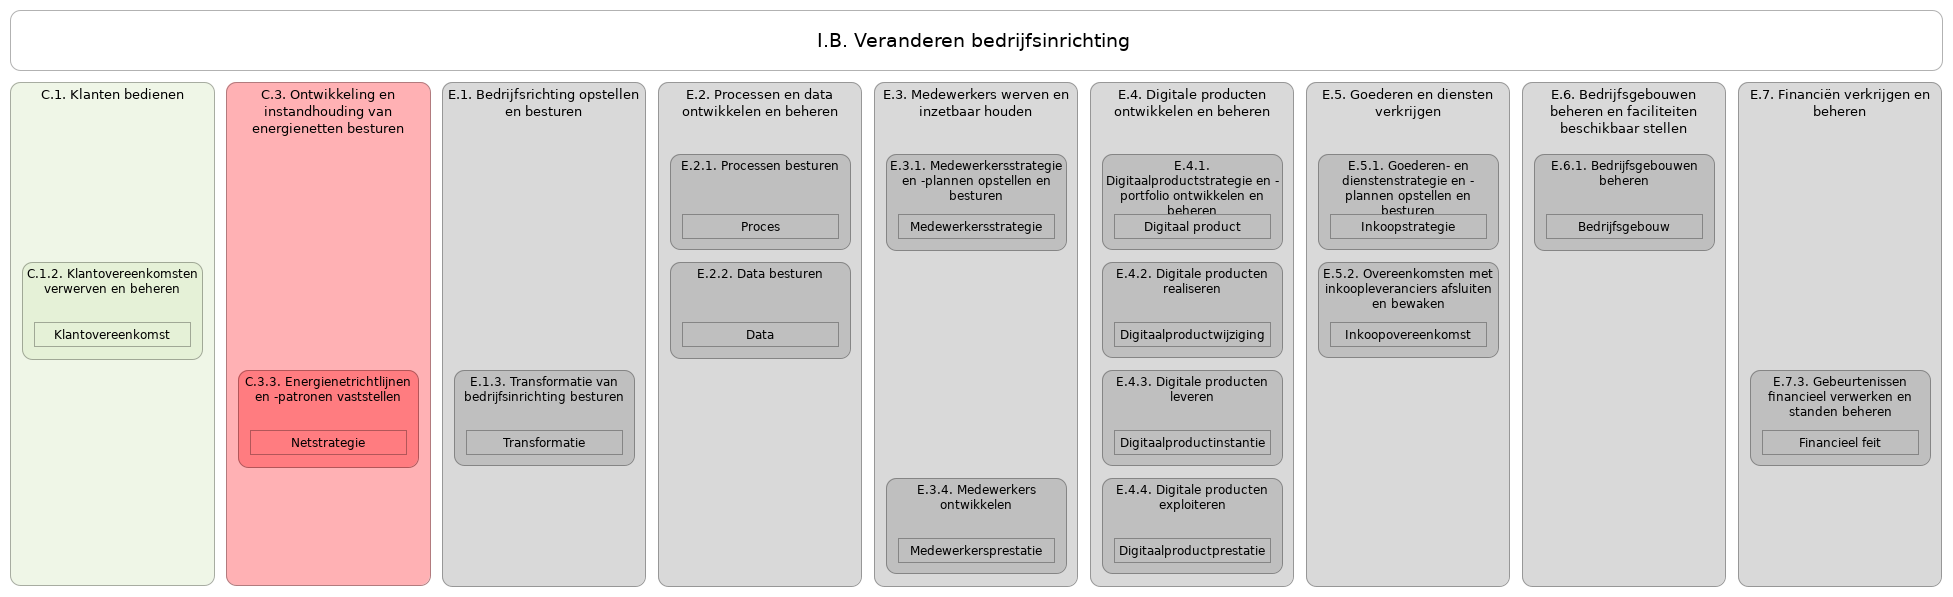 I.B. Veranderen bedrijfsinrichting
C.1. Klanten bedienen
C.1.2. Klantovereenkomsten
verwerven en beheren
Klantovereenkomst
C.3. Ontwikkeling en
instandhouding van
energienetten besturen
C.3.3. Energienetrichtlijnen
en -patronen vaststellen
Netstrategie
E.1. Bedrijfsrichting opstellen
en besturen
E.1.3. Transformatie van
bedrijfsinrichting besturen
Transformatie
E.2. Processen en data
ontwikkelen en beheren
E.2.1. Processen besturen
Proces
E.2.2. Data besturen
Data
E.3. Medewerkers werven en
inzetbaar houden
E.3.1. Medewerkersstrategie
en -plannen opstellen en
besturen
Medewerkersstrategie
E.3.4. Medewerkers
ontwikkelen
Medewerkersprestatie
E.4. Digitale producten
ontwikkelen en beheren
E.4.1.
Digitaalproductstrategie en -
portfolio ontwikkelen en
beheren
Digitaal product
E.4.2. Digitale producten
realiseren
Digitaalproductwijziging
E.4.3. Digitale producten
leveren
Digitaalproductinstantie
E.4.4. Digitale producten
exploiteren
Digitaalproductprestatie
E.5. Goederen en diensten
verkrijgen
E.5.1. Goederen- en
dienstenstrategie en -
plannen opstellen en
besturen
Inkoopstrategie
E.5.2. Overeenkomsten met
inkoopleveranciers afsluiten
en bewaken
Inkoopovereenkomst
E.6. Bedrijfsgebouwen
beheren en faciliteiten
beschikbaar stellen
E.6.1. Bedrijfsgebouwen
beheren
Bedrijfsgebouw
E.7. Financiën verkrijgen en
beheren
E.7.3. Gebeurtenissen
financieel verwerken en
standen beheren
Financieel feit